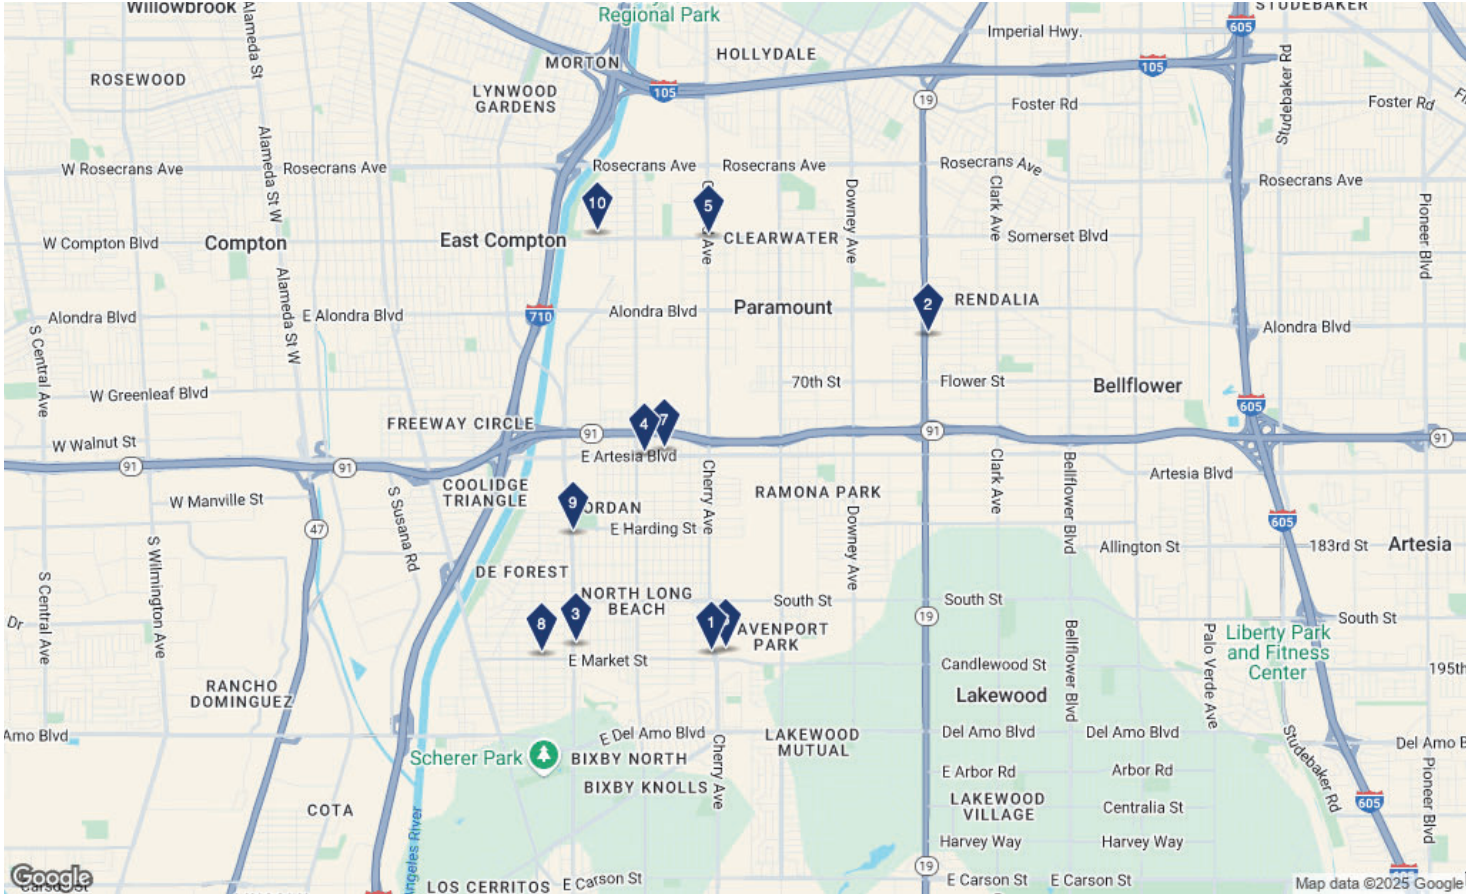 Willowbrook
Regional Park
STUDEBAKER
605
Imperial Hwy.
HOLLYDALE
MORTON
105
Alameda St
ROSEWOOD
LYNWOOD
GARDENS
105
19
Foster Rd
Foster Rd
Studebaker Rd
Alameda St W
W Rosecrans Ave
Rosecrans Ave
Rosecrans Ave
Rosecrans Ave
Rosecrans Ave
Rosecrans Ave
Downey Ave
Clark Ave
Pioneer Blvd
10
5
Ave
W Compton Blvd
Compton
East Compton
CLEARWATER
Somerset Blvd
Alameda St W
Alondra Blvd
E Alondra Blvd
710
Alondra Blvd
Paramount
2
RENDALIA
Alondra Blvd
S Central Ave
W Greenleaf Blvd
70th St
Flower St
Bellflower
605
FREEWAY CIRCLE
91
4
7
91
91
W Walnut St
91
91
E Artesia Blvd
Artesia Blvd
COOLIDGE
TRIANGLE
Cherry Ave
RAMONA PARK
Clark Ave
Bellflower Blvd
W Manville St
S Susana Rd
9
ORDAN
E Harding St
Downey Ave
605
47
S Wilmington Ave
Allington St
183rd St
Artesia
S Central Ave
DE FOREST
NORTH LONG
BEACH
South St
South St
South St
19
Dr
8
3
1
AVENPORT
PARK
Bellflower Blvd
Palo Verde Ave
Liberty Park
and Fitness
Center
E Market St
Candlewood St
195th
RANCHO
DOMINGUEZ
Lakewood
Amo Blvd
E Del Amo Blvd
LAKEWOOD
MUTUAL
Del Amo Blvd
Del Amo Blvd
Del Amo B
Studebaker Rd
Scherer Park
BIXBY NORTH
Cherry Ave
E Arbor Rd
Arbor Rd
Pioneer Blvd
BIXBY KNOLLS
COTA
LAKEWOOD
VILLAGE
Centralia St
605
Harvey Way
Harvey Way
Angeles River
19
Google
LOS CERRITOS
E Carson St
E Carson St
E Carson St
Map data ©2025 Google